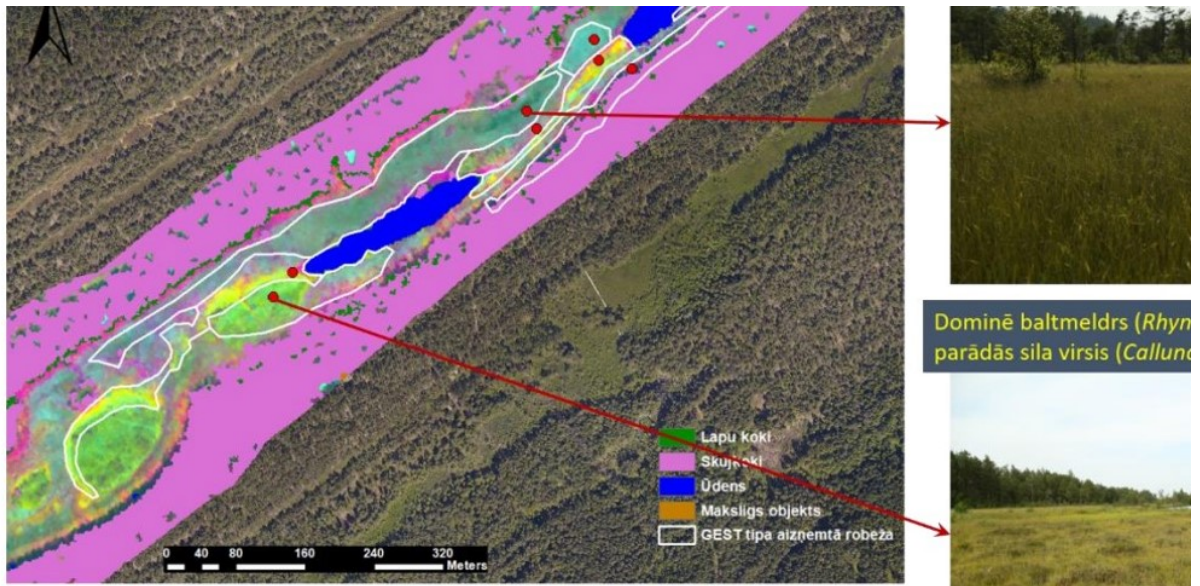 Dominē baltmeldrs (Rhyn
parādās sila virsis (Calluna
Lapu koki
Skujkoki
Ūdens
Maksligs objekts
GEST tipa aizņemtā robeža
0 40 80 160 240 320
Meters